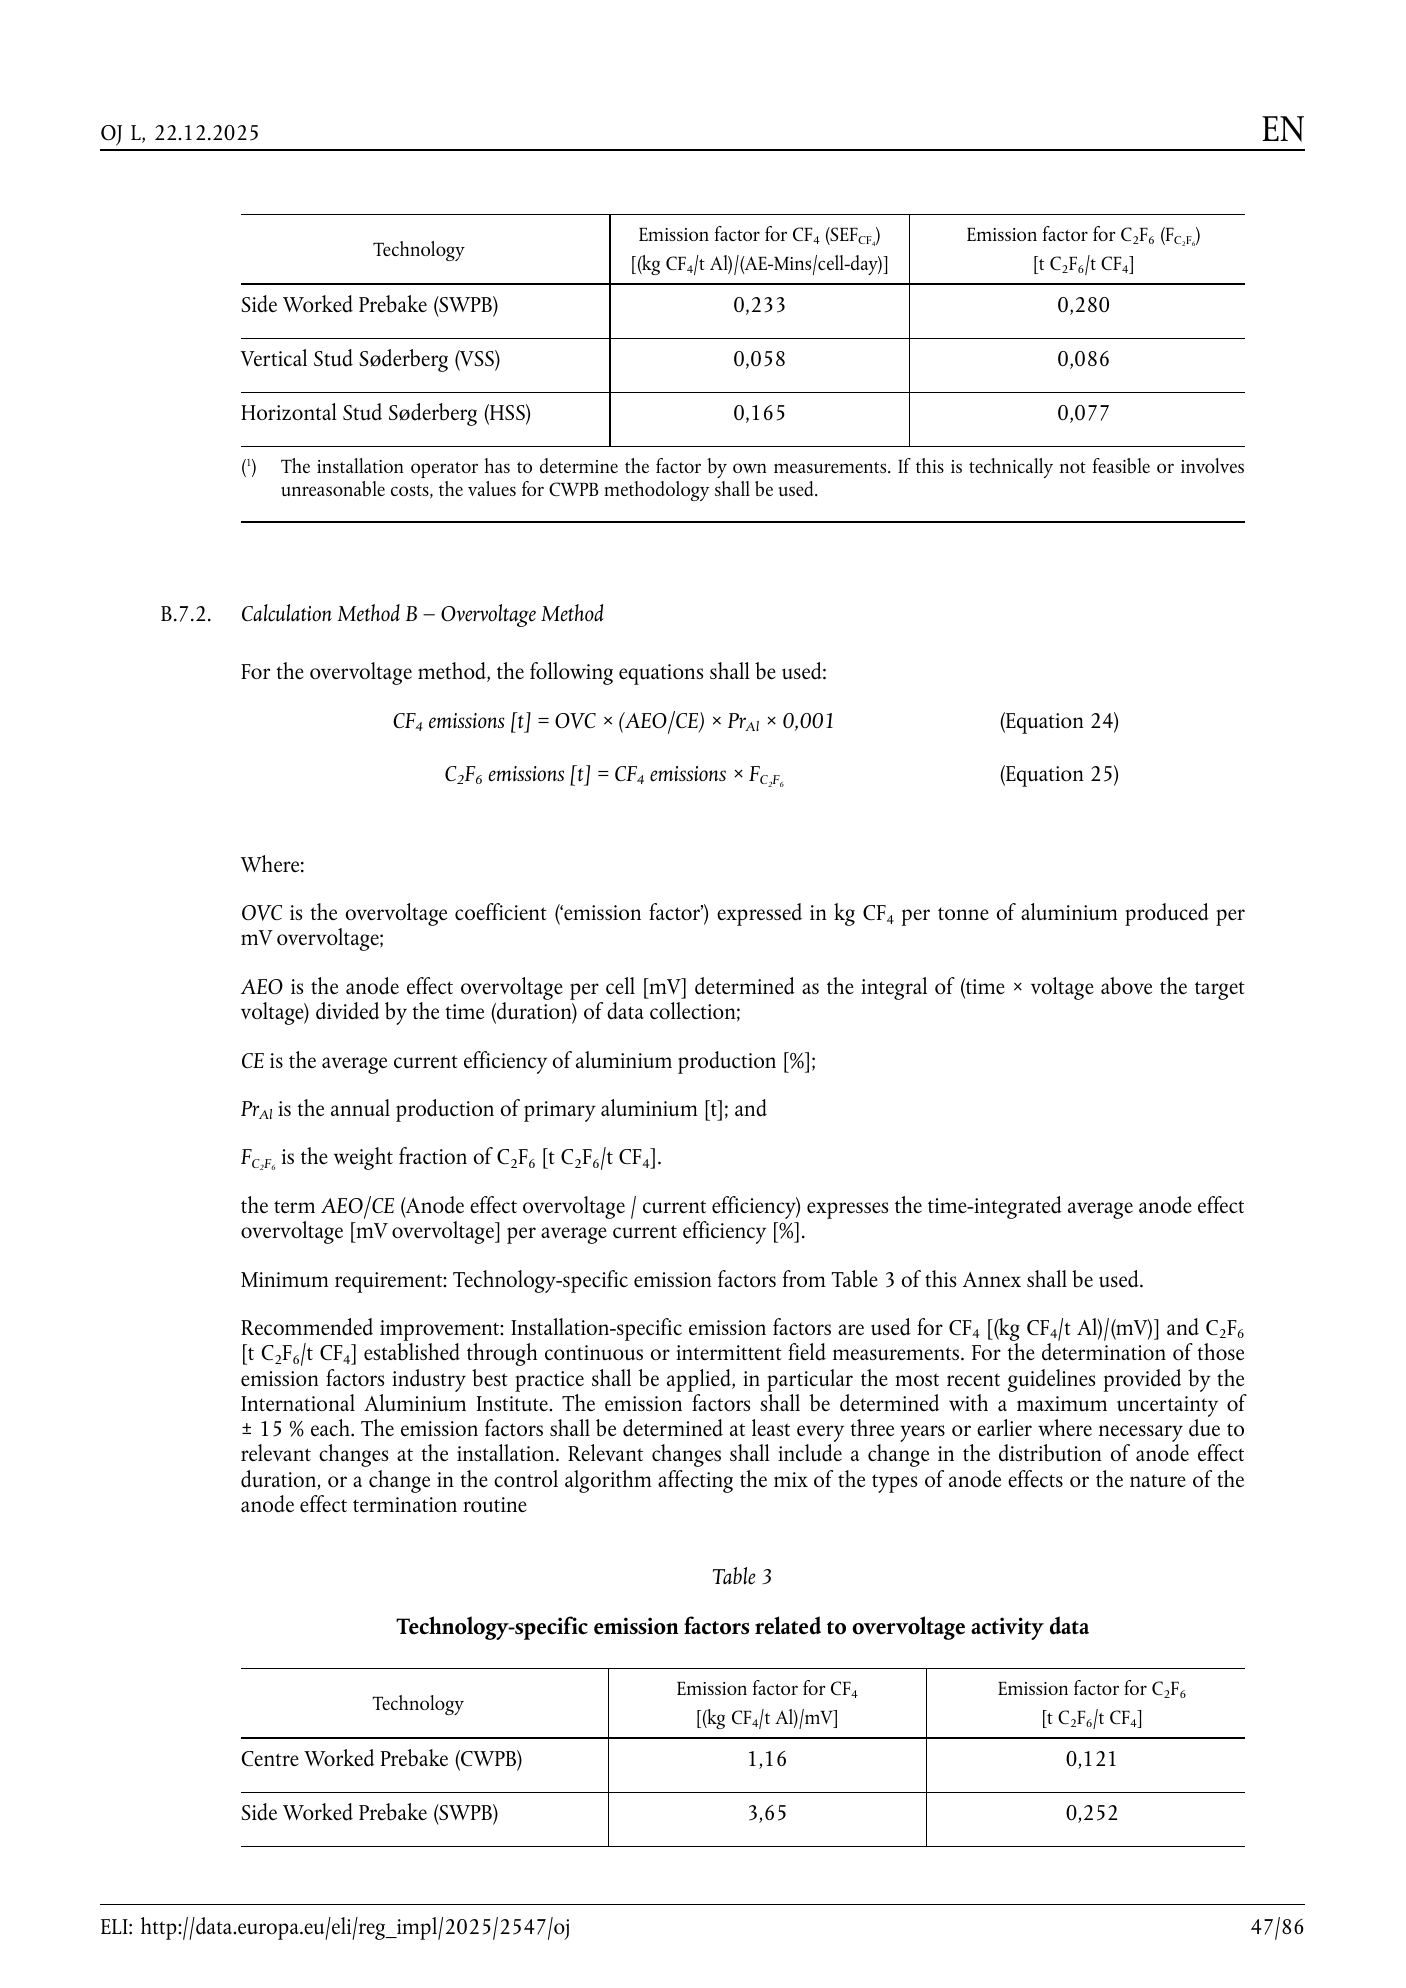 OJ L, 22.12.2025
EN
Technology
Emission factor for CF₄ (SEF_CF₄)
[(kg CF₄/t Al)/(AE-Mins/cell-day)]
Emission factor for C₂F₆ (F_C₂F₆)
[t C₂F₆/t CF₄]
Side Worked Prebake (SWPB) 0,233 0,280
Vertical Stud Søderberg (VSS) 0,058 0,086
Horizontal Stud Søderberg (HSS) 0,165 0,077
(¹) The installation operator has to determine the factor by own measurements. If this is technically not feasible or involves
unreasonable costs, the values for CWPB methodology shall be used.
B.7.2. Calculation Method B – Overvoltage Method
For the overvoltage method, the following equations shall be used:
CF₄ emissions [t] = OVC × (AEO/CE) × Pr_Al × 0,001 (Equation 24)
C₂F₆ emissions [t] = CF₄ emissions × F_C₂F₆ (Equation 25)
Where:
OVC is the overvoltage coefficient (‘emission factor’) expressed in kg CF₄ per tonne of aluminium produced per
mV overvoltage;
AEO is the anode effect overvoltage per cell [mV] determined as the integral of (time × voltage above the target
voltage) divided by the time (duration) of data collection;
CE is the average current efficiency of aluminium production [%];
Pr_Al is the annual production of primary aluminium [t]; and
F_C₂F₆ is the weight fraction of C₂F₆ [t C₂F₆/t CF₄].
the term AEO/CE (Anode effect overvoltage / current efficiency) expresses the time-integrated average anode effect
overvoltage [mV overvoltage] per average current efficiency [%].
Minimum requirement: Technology-specific emission factors from Table 3 of this Annex shall be used.
Recommended improvement: Installation-specific emission factors are used for CF₄ [(kg CF₄/t Al)/(mV)] and C₂F₆
[t C₂F₆/t CF₄] established through continuous or intermittent field measurements. For the determination of those
emission factors industry best practice shall be applied, in particular the most recent guidelines provided by the
International Aluminium Institute. The emission factors shall be determined with a maximum uncertainty of
± 15 % each. The emission factors shall be determined at least every three years or earlier where necessary due to
relevant changes at the installation. Relevant changes shall include a change in the distribution of anode effect
duration, or a change in the control algorithm affecting the mix of the types of anode effects or the nature of the
anode effect termination routine
Table 3
Technology-specific emission factors related to overvoltage activity data
Technology
Emission factor for CF₄
[(kg CF₄/t Al)/mV]
Emission factor for C₂F₆
[t C₂F₆/t CF₄]
Centre Worked Prebake (CWPB) 1,16 0,121
Side Worked Prebake (SWPB) 3,65 0,252
ELI: http://data.europa.eu/eli/reg_impl/2025/2547/oj
47/86